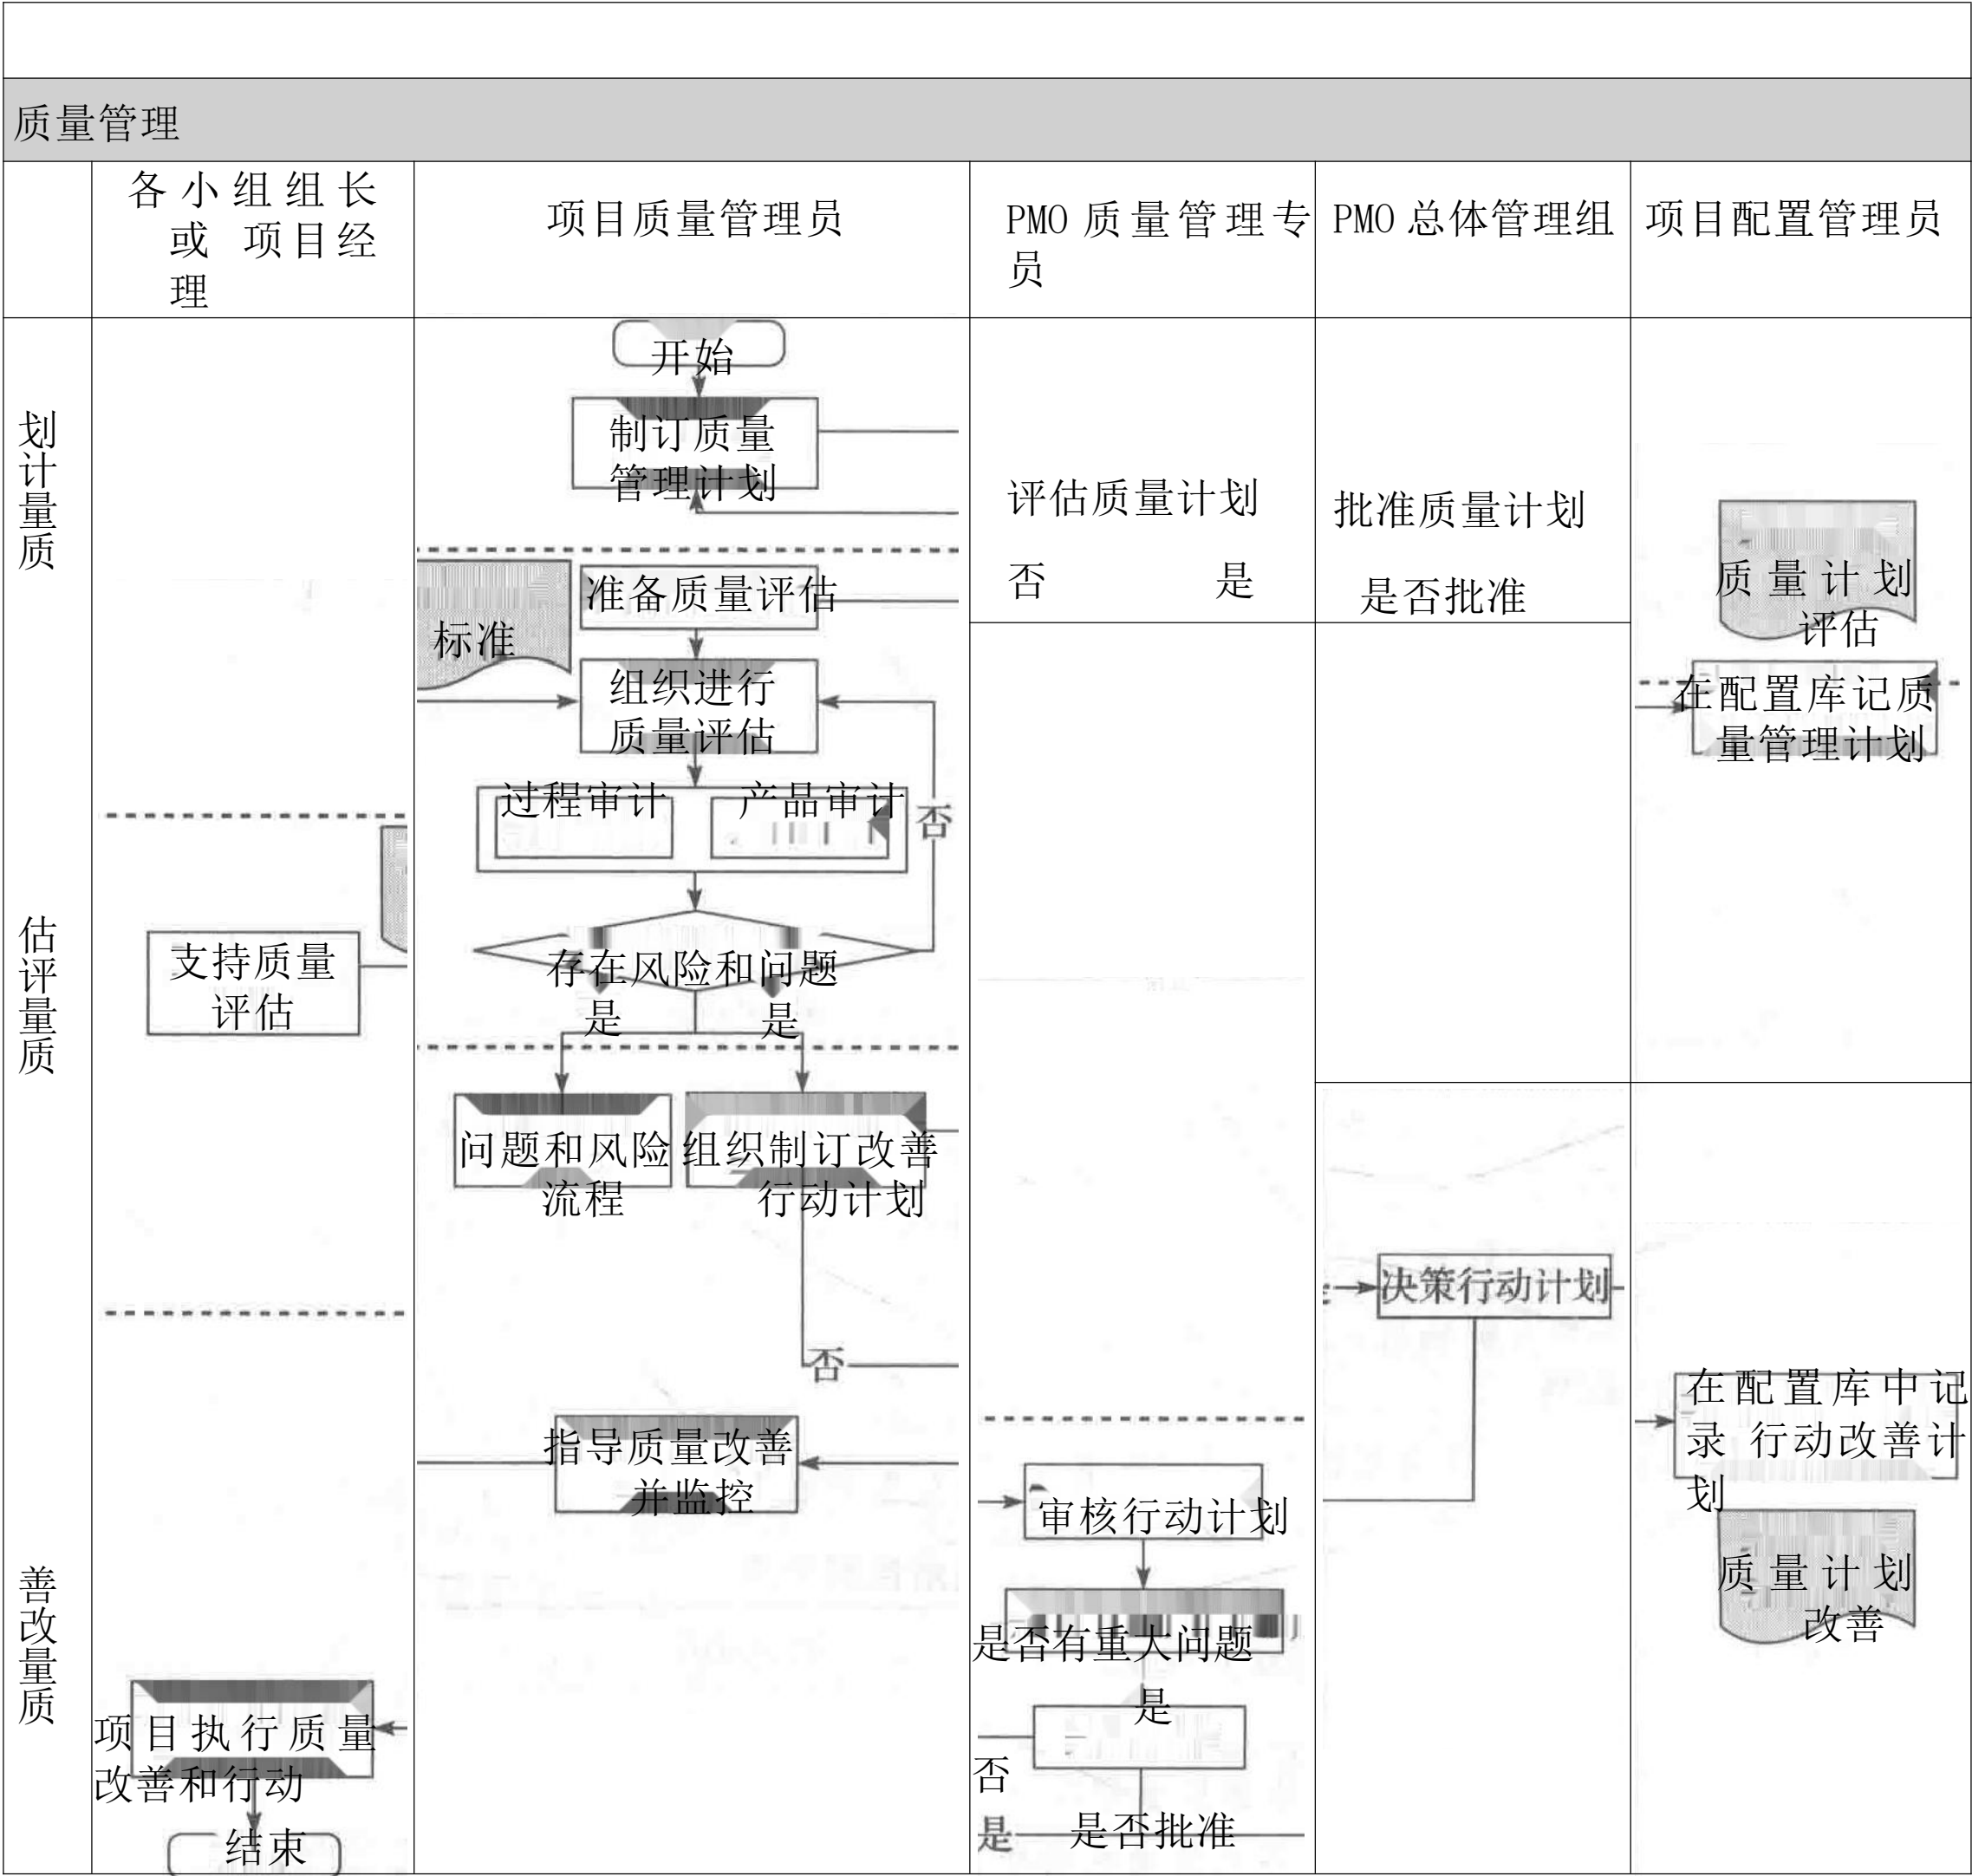 质量管理
各小组组长
或 项目经
理
项目质量管理员
PMO 质量管理专
员
PMO 总体管理组
项目配置管理员
划计量质
开始
制订质量
管理计划
评估质量计划
否 是
批准质量计划
是否批准
质量计划
评估
在配置库记质
量管理计划
估评量质
支持质量
评估
标准
准备质量评估
组织进行
质量评估
过程审计
产品审计
否
存在风险和问题
是 是
问题和风险
流程
组织制订改善
行动计划
否
善改量质
指导质量改善
并监控
项目执行质量
改善和行动
结束
审核行动计划
是否有重大问题
是
否
是
是否批准
决策行动计划
在配置库中记
录 行动改善计
划
质量计划
改善